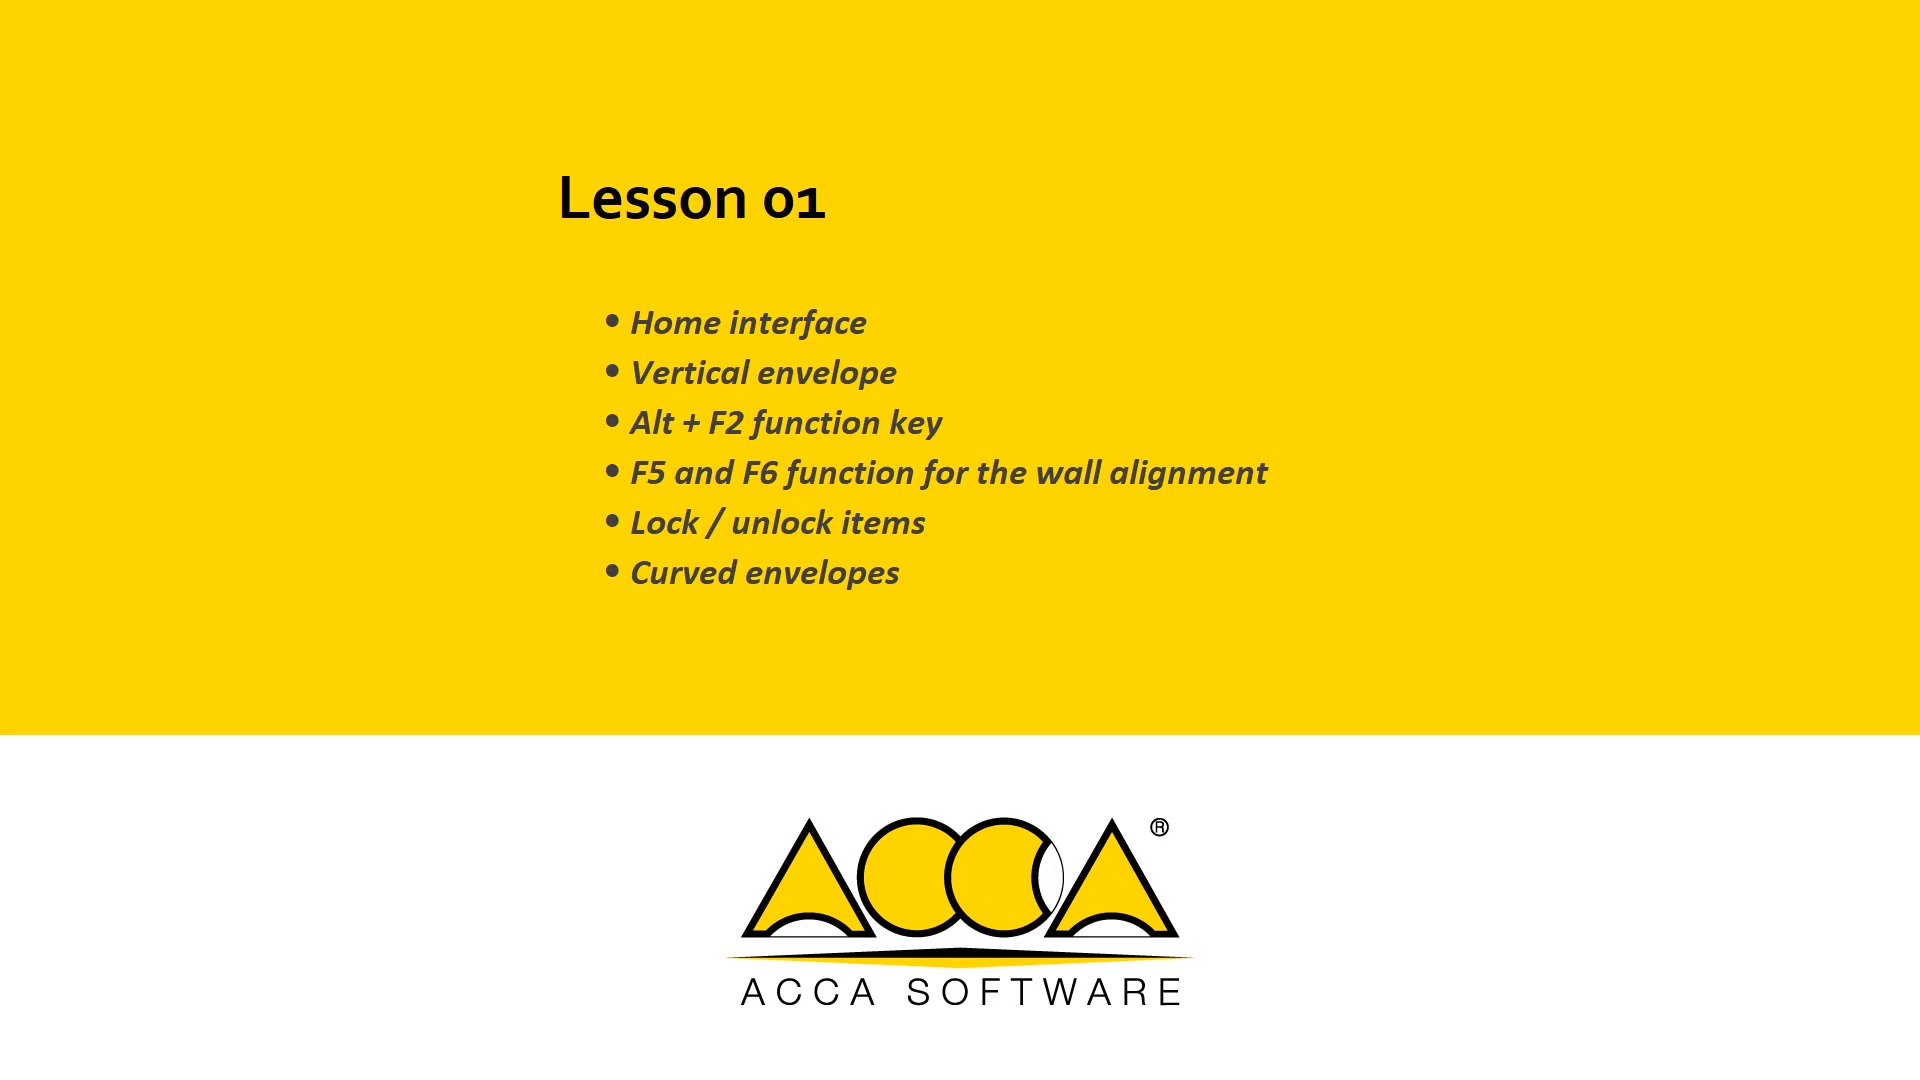 Lesson 01
• Home interface
• Vertical envelope
• Alt + F2 function key
• F5 and F6 function for the wall alignment
• Lock / unlock items
• Curved envelopes
ACCA ®
ACCA SOFTWARE